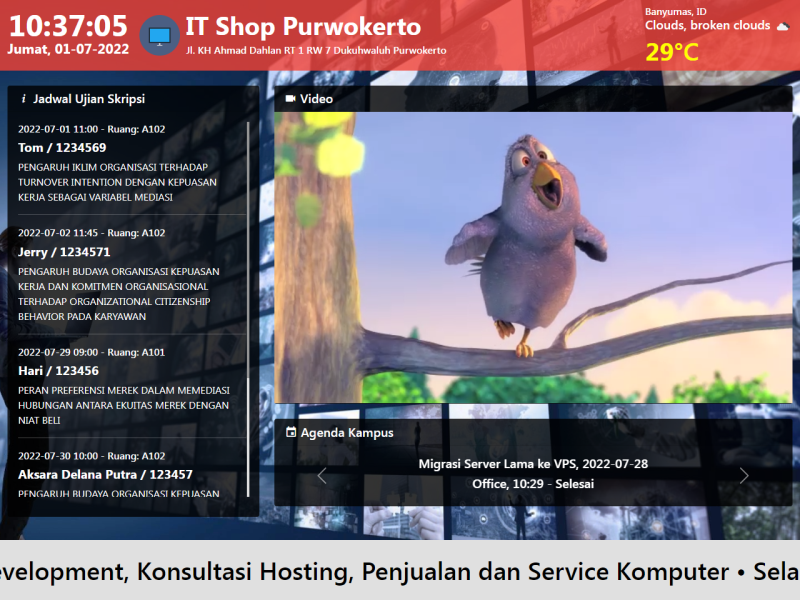 10:37:05
Jumat, 01-07-2022
IT Shop Purwokerto
Jl. KH Ahmad Dahlan RT 1 RW 7 Dukuhwaluh Purwokerto
Banyumas, ID
Clouds, broken clouds
29°C
Jadwal Ujian Skripsi
2022-07-01 11:00 - Ruang: A102
Tom / 1234569
PENGARUH IKLIM ORGANISASI TERHADAP
TURNOVER INTENTION DENGAN KEPUASAN
KERJA SEBAGAI VARIABEL MEDIASI
2022-07-02 11:45 - Ruang: A102
Jerry / 1234571
PENGARUH BUDAYA ORGANISASI KEPUASAN
KERJA DAN KOMITMEN ORGANISASIONAL
TERHADAP ORGANIZATIONAL CITIZENSHIP
BEHAVIOR PADA KARYAWAN
2022-07-29 09:00 - Ruang: A101
Hari / 123456
PERAN PREFERENSI MEREK DALAM MEMEDIASI
HUBUNGAN ANTARA EKUITAS MEREK DENGAN
NIAT BELI
2022-07-30 10:00 - Ruang: A102
Aksara Delana Putra / 123457
PENGARUH BUDAYA ORGANISASI KEPUASAN
Video
Agenda Kampus
Migrasi Server Lama ke VPS, 2022-07-28
Office, 10:29 - Selesai
evelopment, Konsultasi Hosting, Penjualan dan Service Komputer • Sela